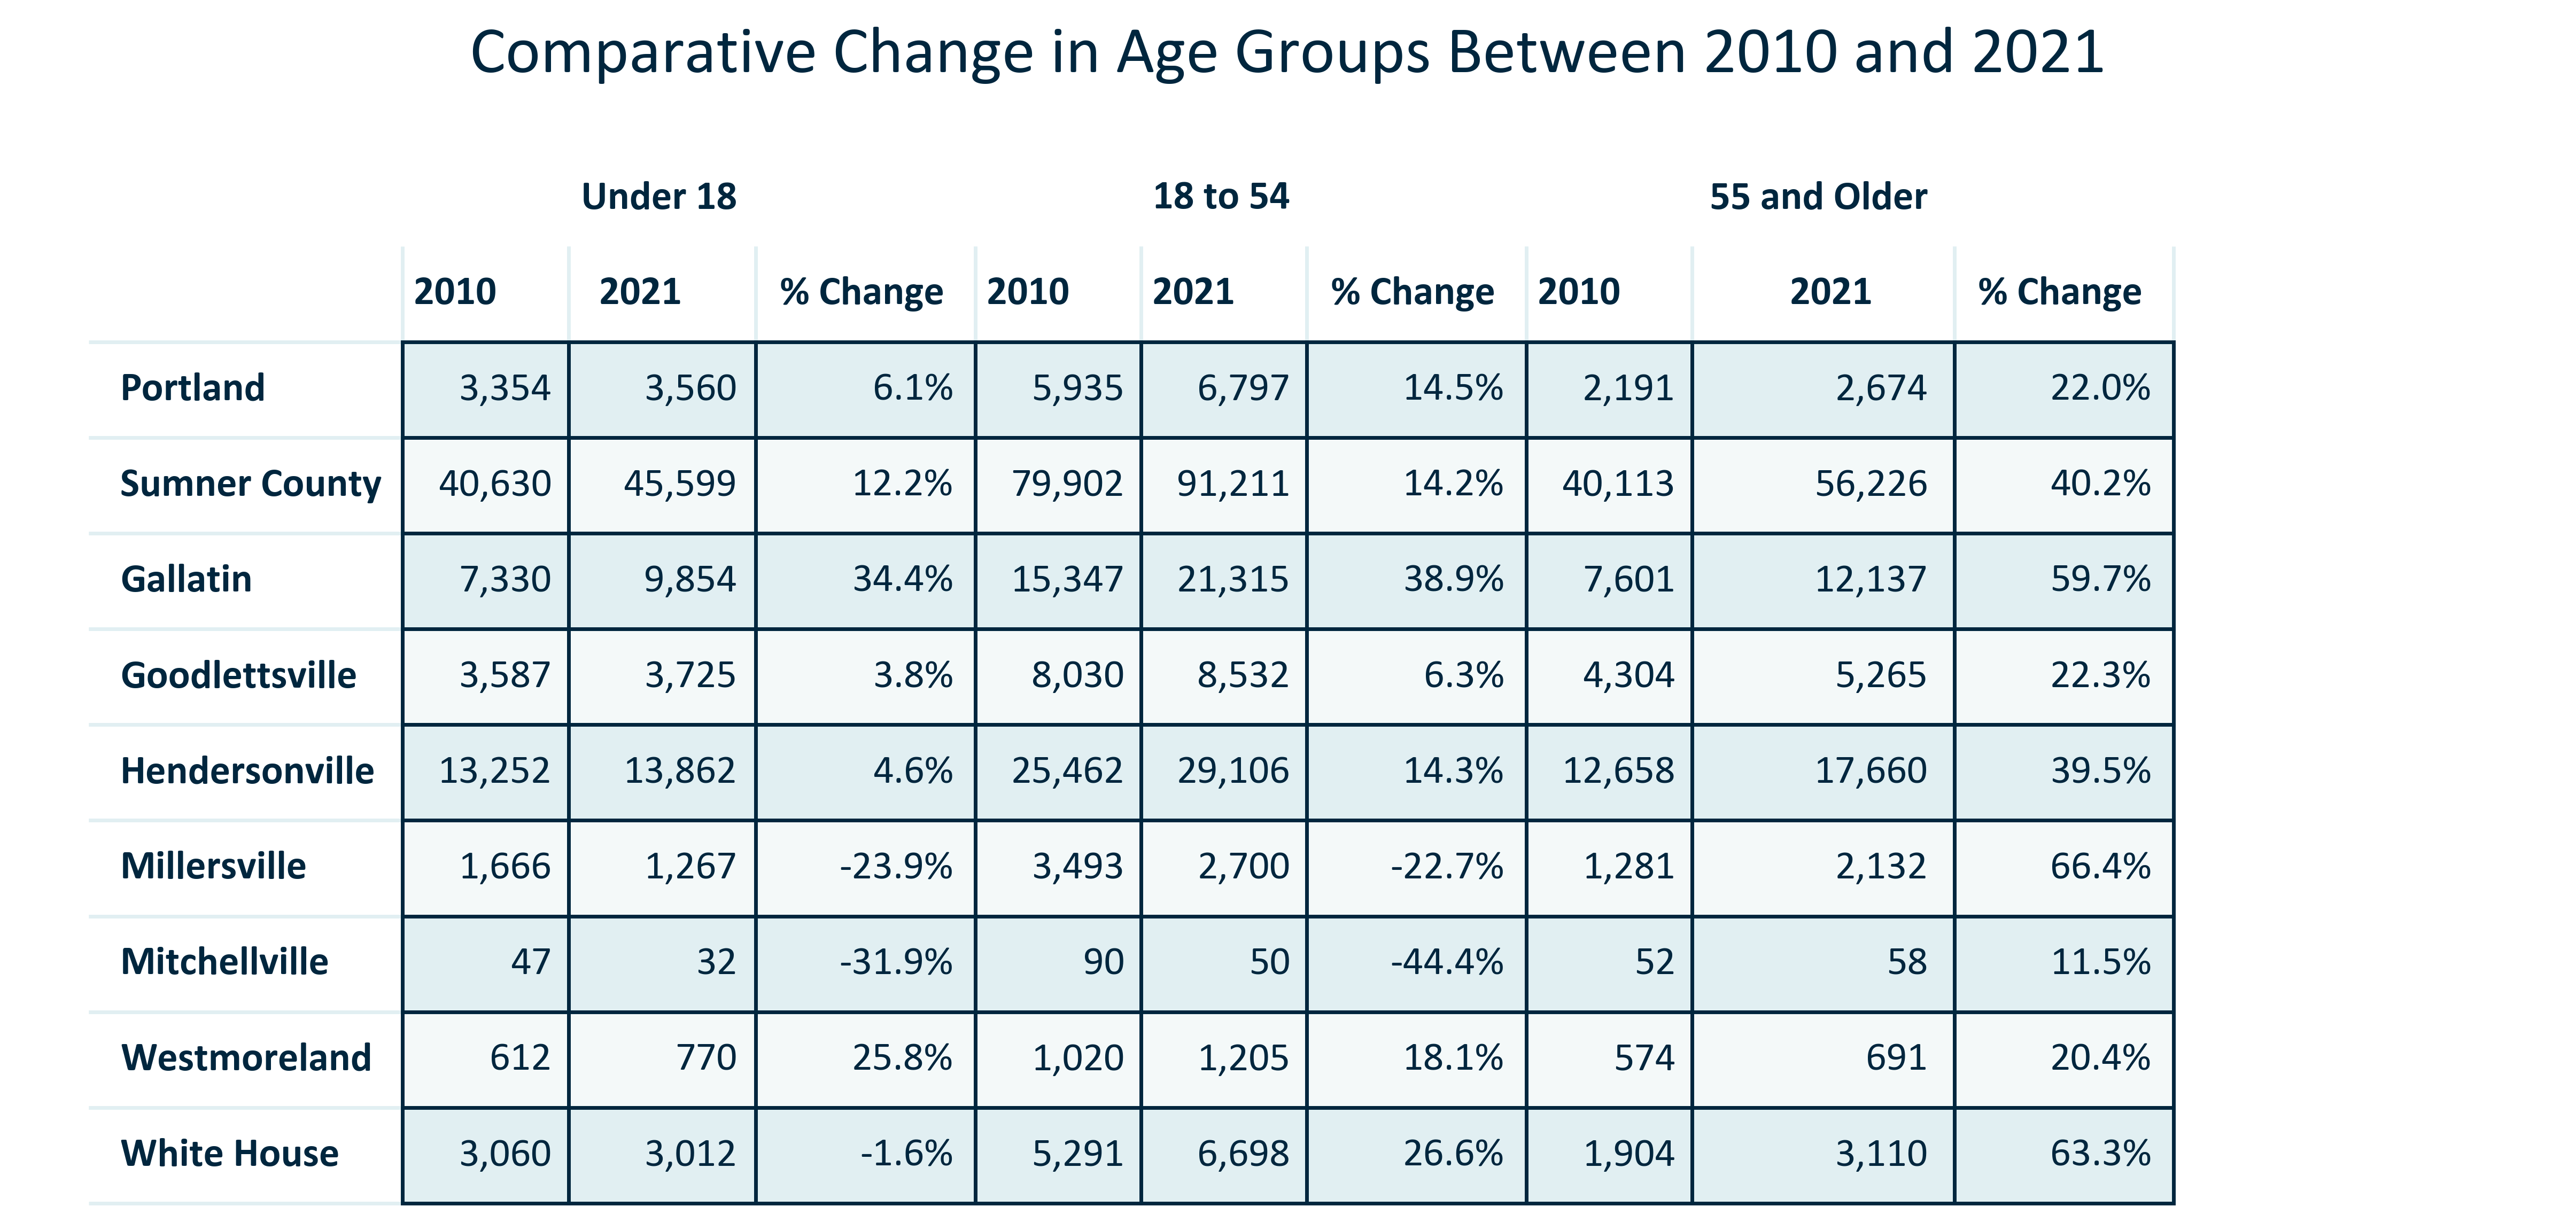 Comparative Change in Age Groups Between 2010 and 2021
Under 18 18 to 54 55 and Older
2010 2021 % Change 2010 2021 % Change 2010 2021 % Change
Portland 3,354 3,560 6.1% 5,935 6,797 14.5% 2,191 2,674 22.0%
Sumner County 40,630 45,599 12.2% 79,902 91,211 14.2% 40,113 56,226 40.2%
Gallatin 7,330 9,854 34.4% 15,347 21,315 38.9% 7,601 12,137 59.7%
Goodlettsville 3,587 3,725 3.8% 8,030 8,532 6.3% 4,304 5,265 22.3%
Hendersonville 13,252 13,862 4.6% 25,462 29,106 14.3% 12,658 17,660 39.5%
Millersville 1,666 1,267 -23.9% 3,493 2,700 -22.7% 1,281 2,132 66.4%
Mitchellville 47 32 -31.9% 90 50 -44.4% 52 58 11.5%
Westmoreland 612 770 25.8% 1,020 1,205 18.1% 574 691 20.4%
White House 3,060 3,012 -1.6% 5,291 6,698 26.6% 1,904 3,110 63.3%